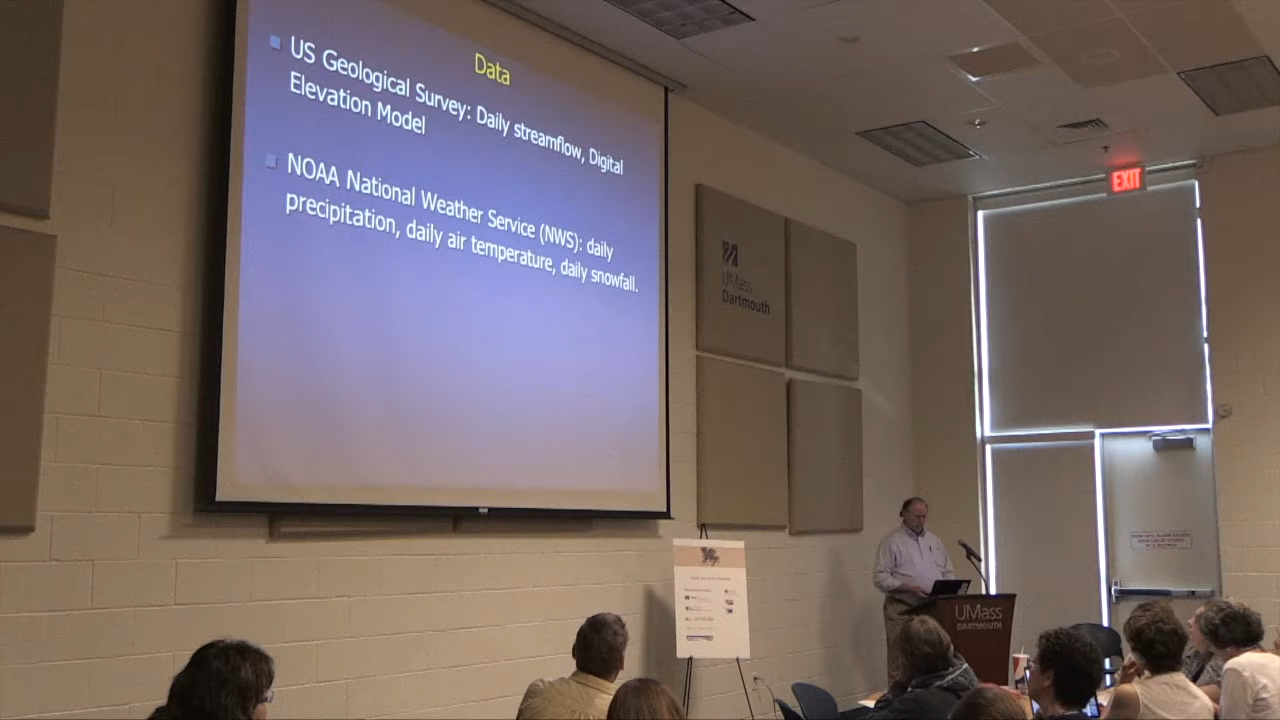 Data
US Geological Survey: Daily streamflow, Digital
Elevation Model
NOAA National Weather Service (NWS): daily
precipitation, daily air temperature, daily snowfall.
EXIT
UMass
Dartmouth
UMass
DARTMOUTH